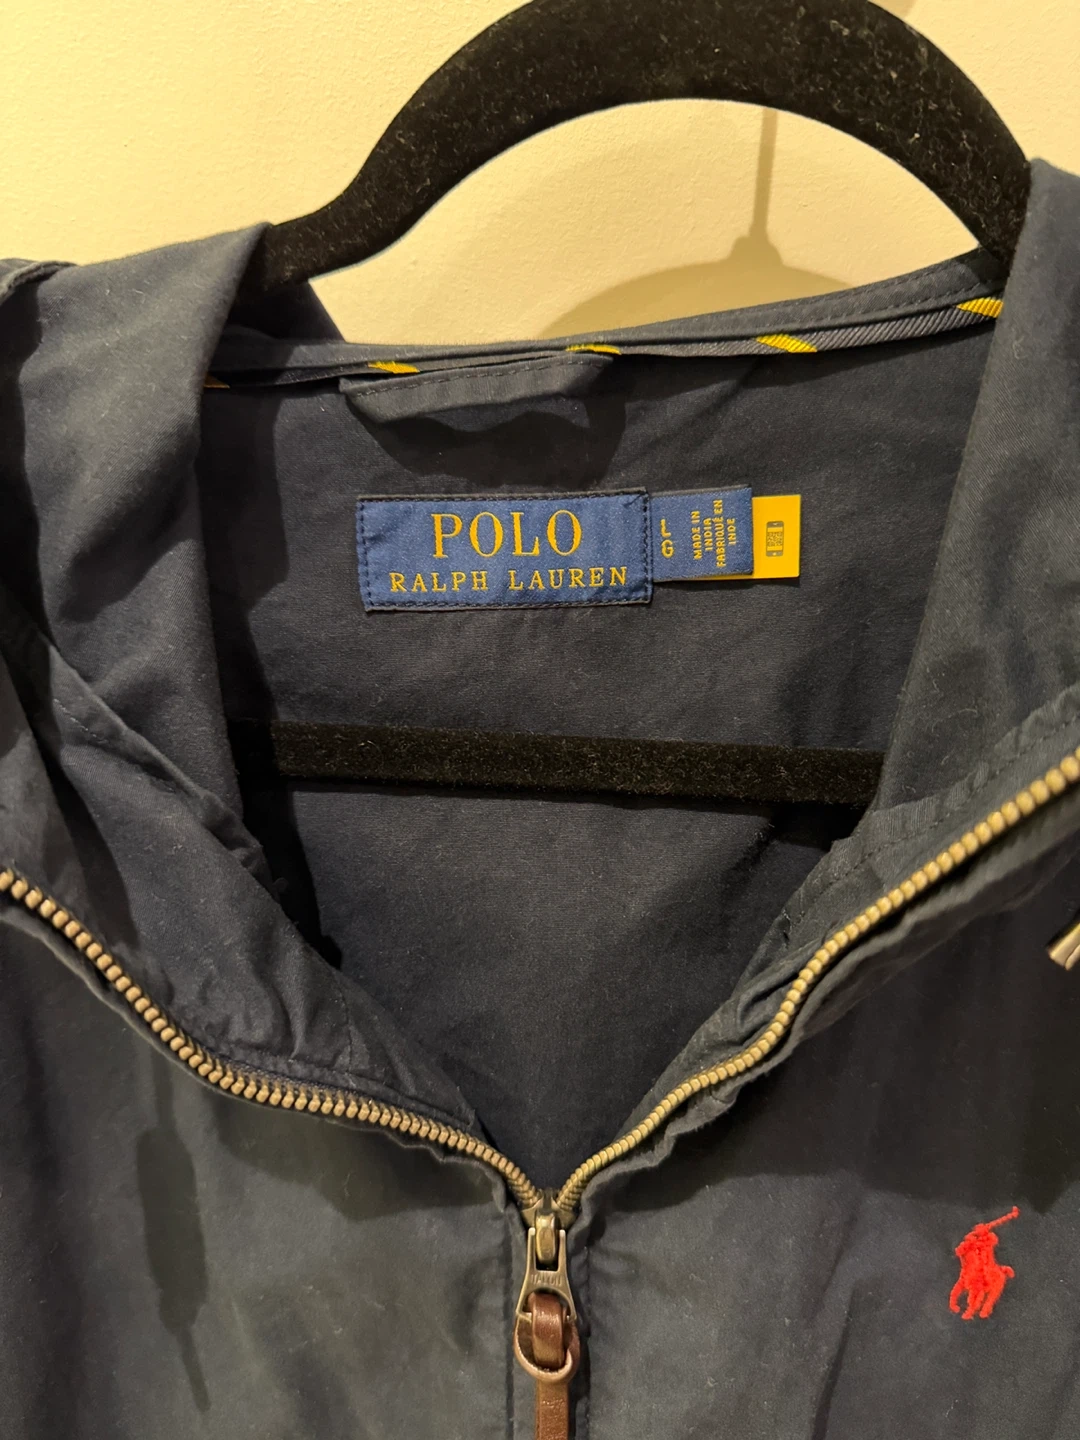 POLO
RALPH LAUREN
L
G
MADE IN
INDIA
FABRIQUÉ EN
INDE